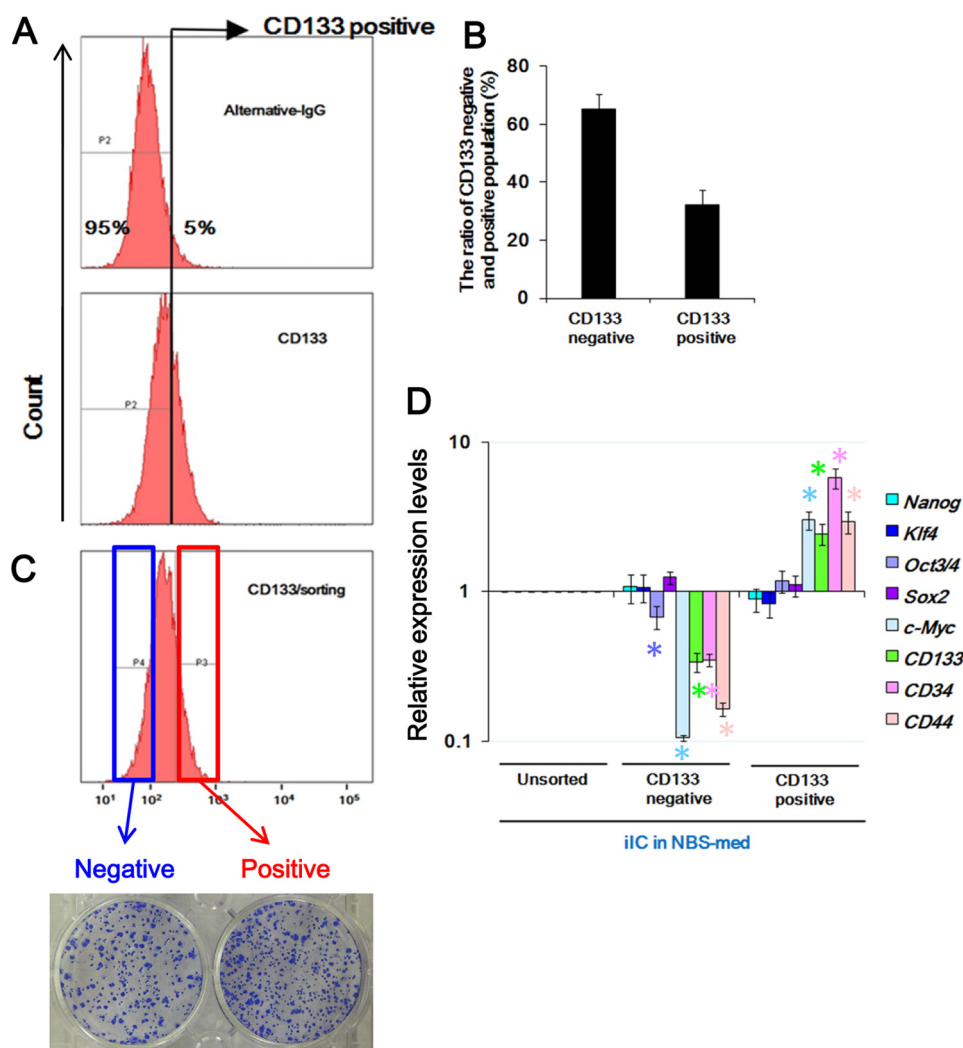 A
CD133 positive
Alternative-IgG
P2
95%
5%
CD133
P2
Count
B
The ratio of CD133 negative
and positive population (%)
80
60
40
20
0
CD133
negative
CD133
positive
C
CD133/sorting
P4
P3
10¹
10²
10³
10⁴
10⁵
Negative
Positive
D
Relative expression levels
10
1
0.1
Nanog
Klf4
Oct3/4
Sox2
c-Myc
CD133
CD34
CD44
Unsorted
CD133
negative
CD133
positive
iIC in NBS-med